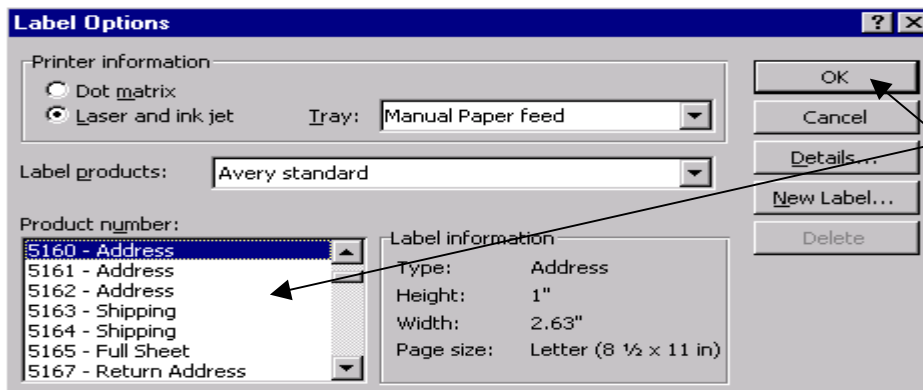 Label Options
Printer information
Dot matrix
Laser and ink jet
Tray: Manual Paper feed
Label products: Avery standard
Product number:
5160 - Address
5161 - Address
5162 - Address
5163 - Shipping
5164 - Shipping
5165 - Full Sheet
5167 - Return Address
Label information
Type: Address
Height: 1"
Width: 2.63"
Page size: Letter (8 ½ x 11 in)
OK
Cancel
Details...
New Label...
Delete